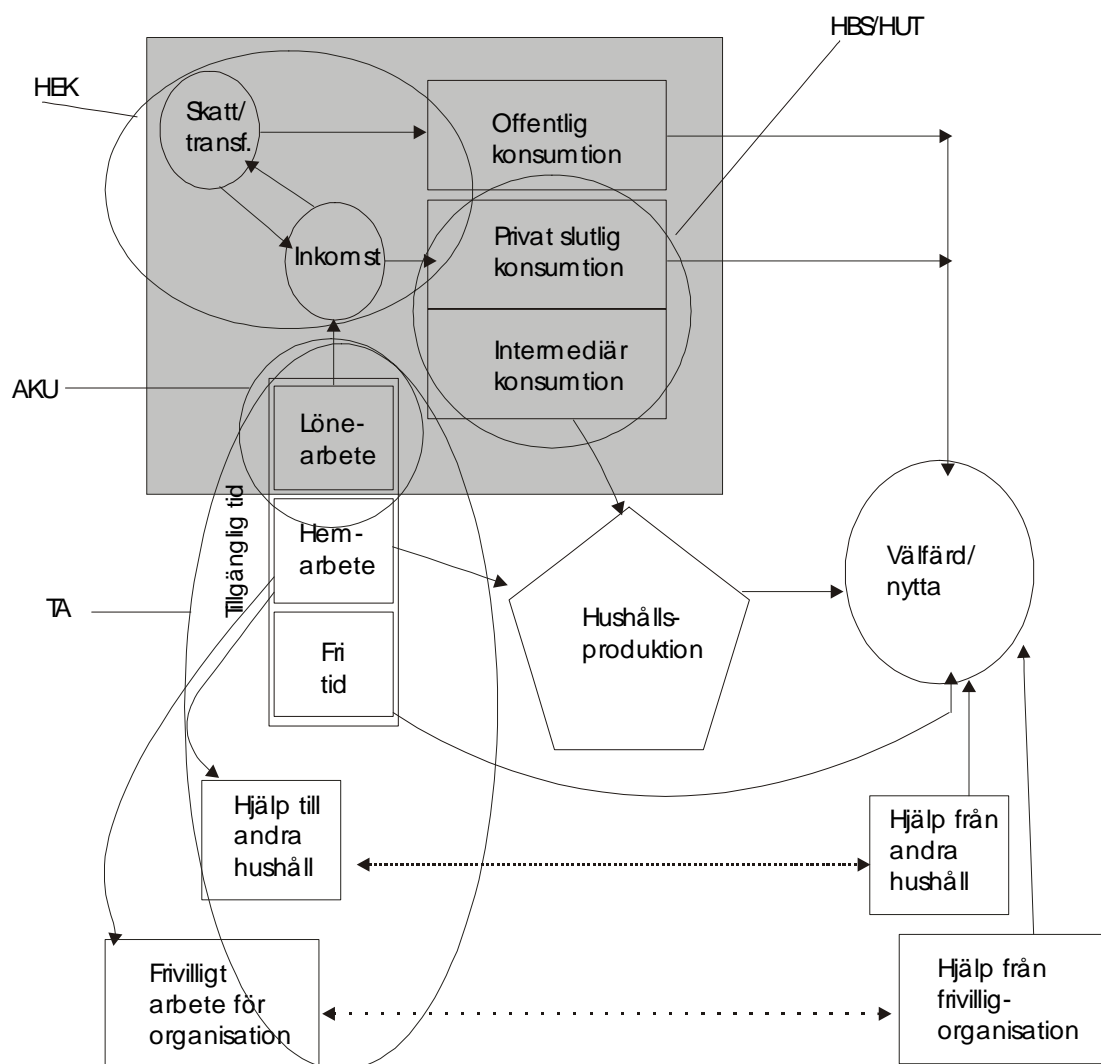 HBS/HUT
HEK
Skatt/
transf.
Offentlig
konsumtion
Inkomst
Privat slutlig
konsumtion
Intermediär
konsumtion
AKU
Löne-
arbete
Tillgänglig tid
Hem-
arbete
Välfärd/
nytta
TA
Hushålls-
produktion
Fri
tid
Hjälp till
andra
hushåll
Hjälp från
andra
hushåll
Frivilligt
arbete för
organisation
Hjälp från
frivillig-
organisation